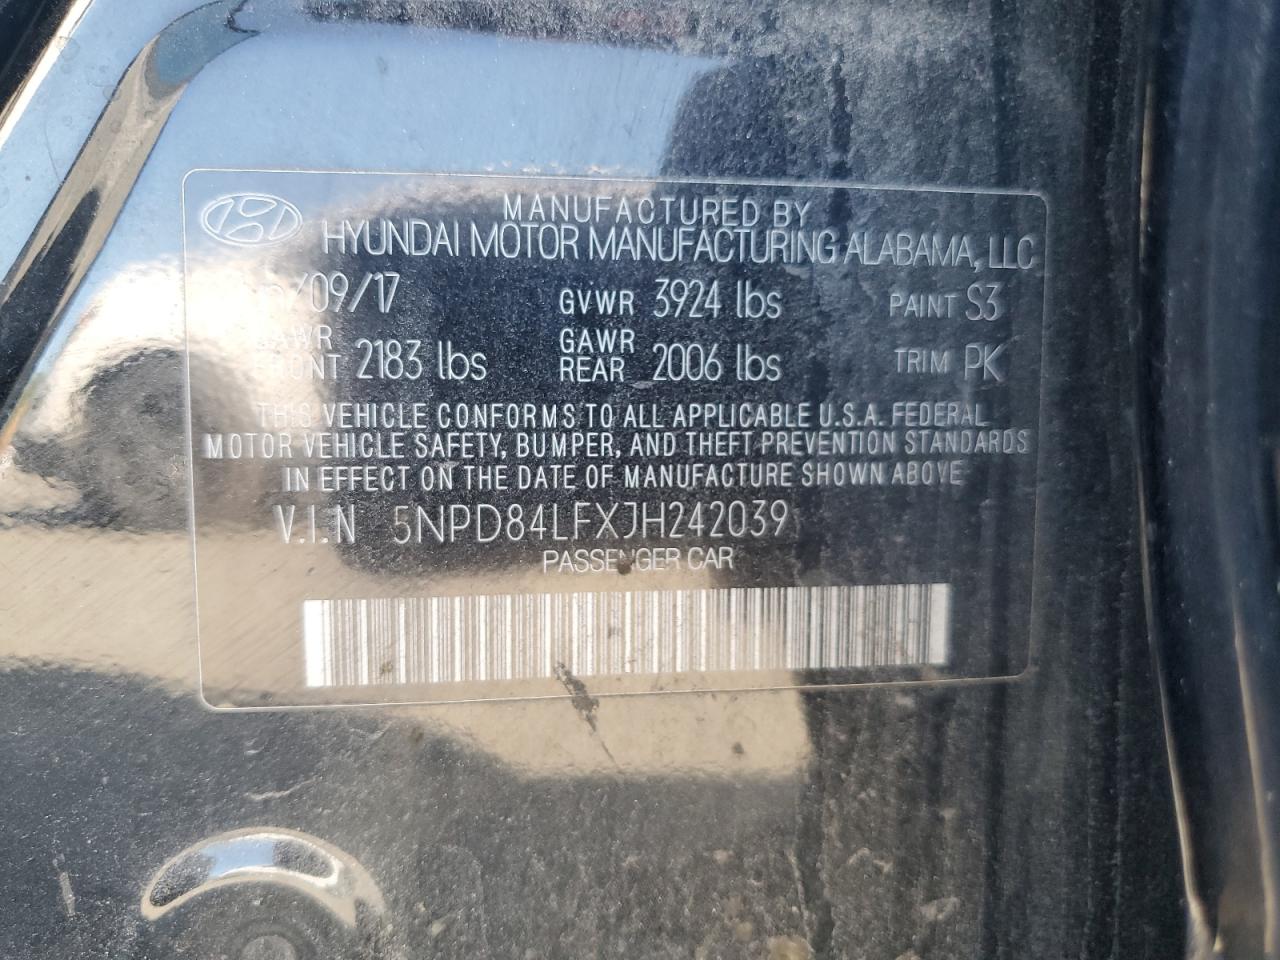 MANUFACTURED BY
HYUNDAI MOTOR MANUFACTURING ALABAMA, LLC
/09/17 GVWR 3924 lbs PAINT S3
GAWR FRONT 2183 lbs GAWR REAR 2006 lbs TRIM PK
THIS VEHICLE CONFORMS TO ALL APPLICABLE U.S.A. FEDERAL
MOTOR VEHICLE SAFETY, BUMPER, AND THEFT PREVENTION STANDARDS
IN EFFECT ON THE DATE OF MANUFACTURE SHOWN ABOVE
V.I.N 5NPD84LFXJH242039
PASSENGER CAR